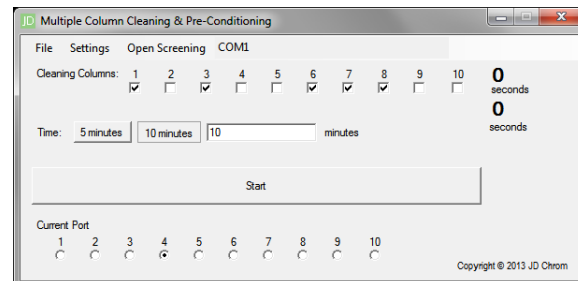 JD Multiple Column Cleaning & Pre-Conditioning
File Settings Open Screening COM1
Cleaning Columns: 1 2 3 4 5 6 7 8 9 10
0
seconds
0
seconds
Time: 5 minutes 10 minutes 10 minutes
Start
Current Port
1 2 3 4 5 6 7 8 9 10
Copyright © 2013 JD Chrom